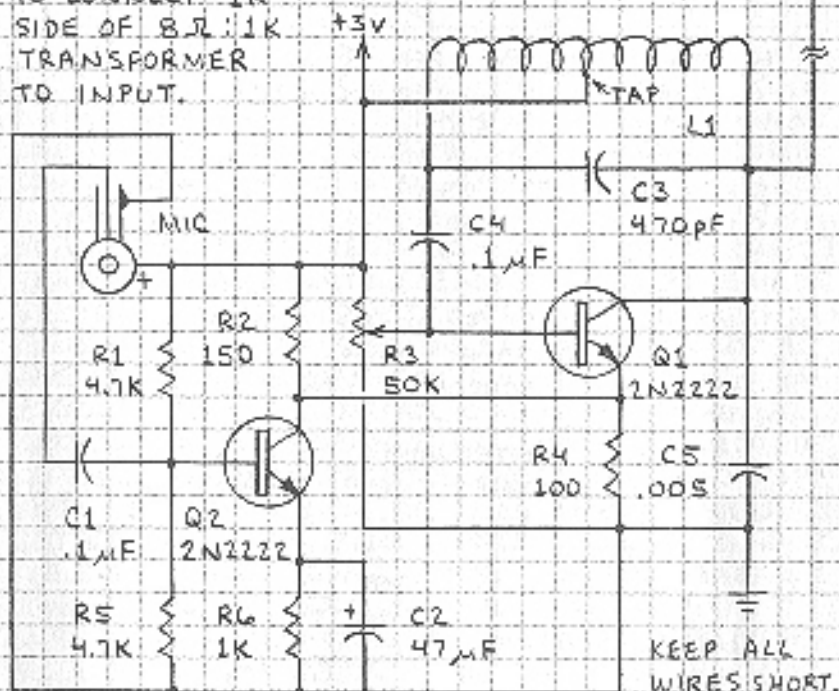 SIDE OF 8Ω:1K
TRANSFORMER
TO INPUT.
+3V
TAP
L1
C3
470pF
MIC
+
C4
.1μF
R2
150
R1
4.7K
R3
50K
Q1
2N2222
R4
100
C5
.005
C1
.1μF
Q2
2N2222
R5
4.7K
R6
1K
+
C2
47μF
KEEP ALL
WIRES SHORT